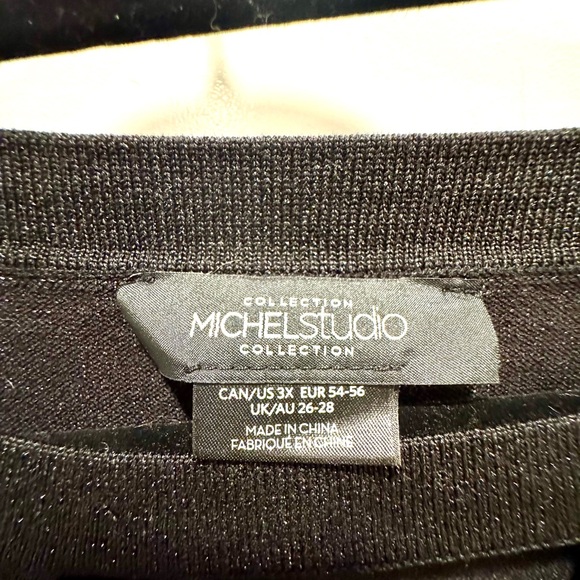 COLLECTION
MICHELstudio
COLLECTION
CAN/US 3X EUR 54-56
UK/AU 26-28
MADE IN CHINA
FABRIQUÉ EN CHINE